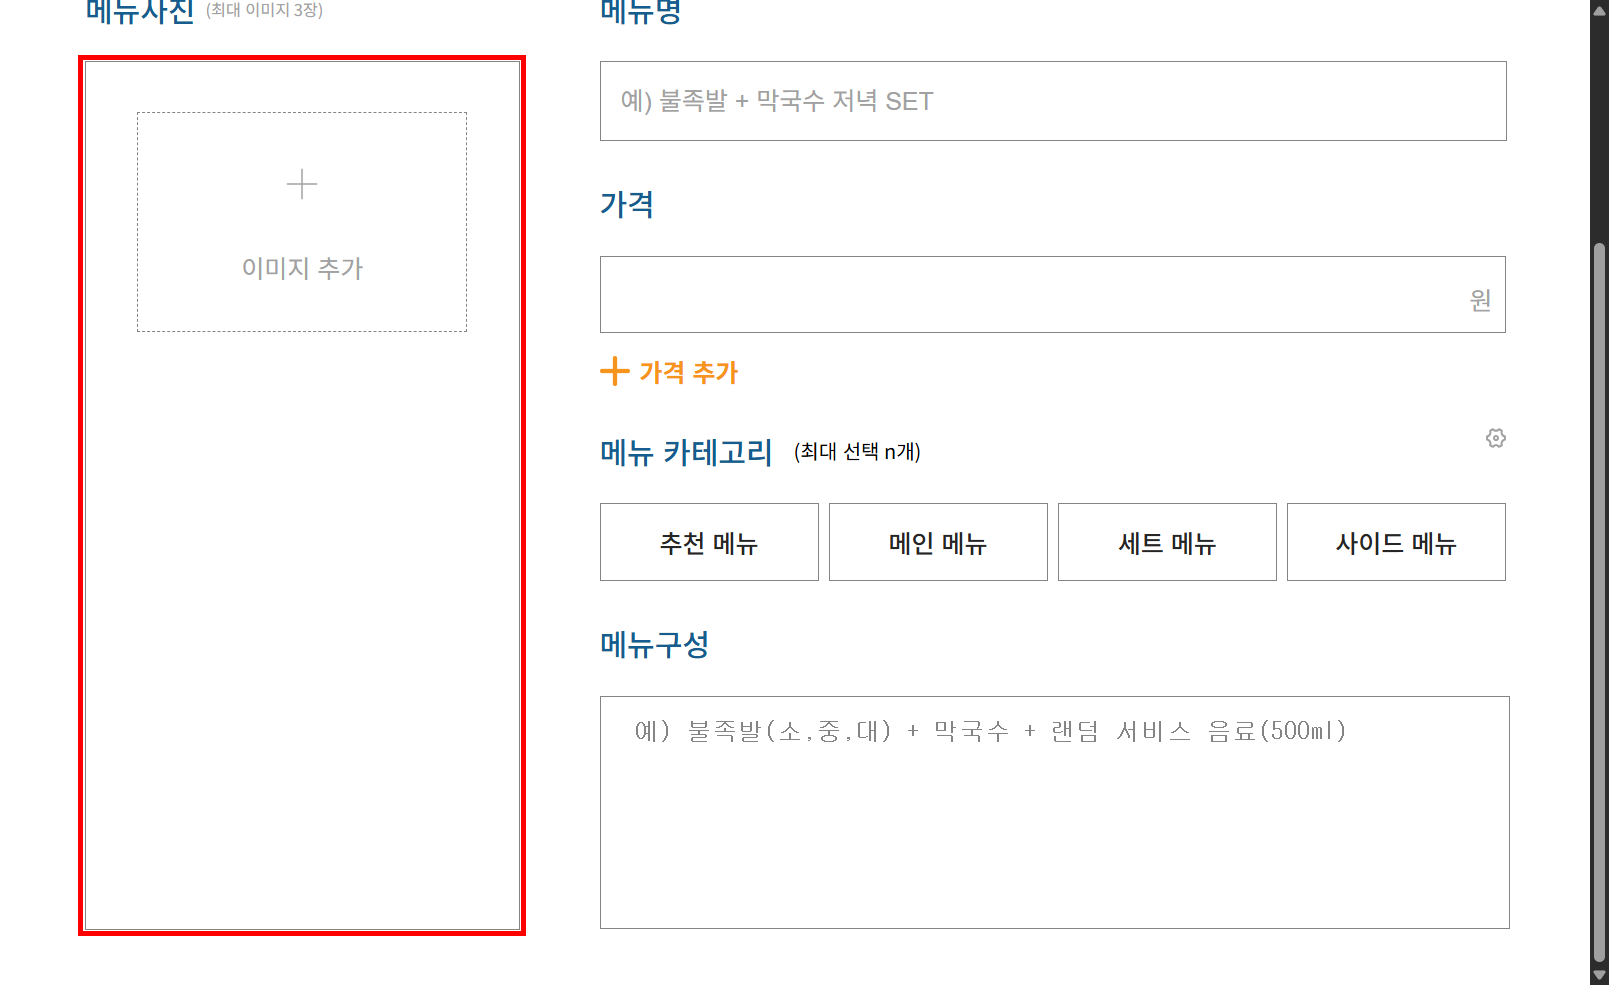 메뉴사진 (최대 이미지 3장)
이미지 추가
메뉴명
예) 불족발 + 막국수 저녁 SET
가격
원
가격 추가
메뉴 카테고리 (최대 선택 n개)
추천 메뉴 메인 메뉴 세트 메뉴 사이드 메뉴
메뉴구성
예) 불족발(소,중,대) + 막국수 + 랜덤 서비스 음료(500ml)